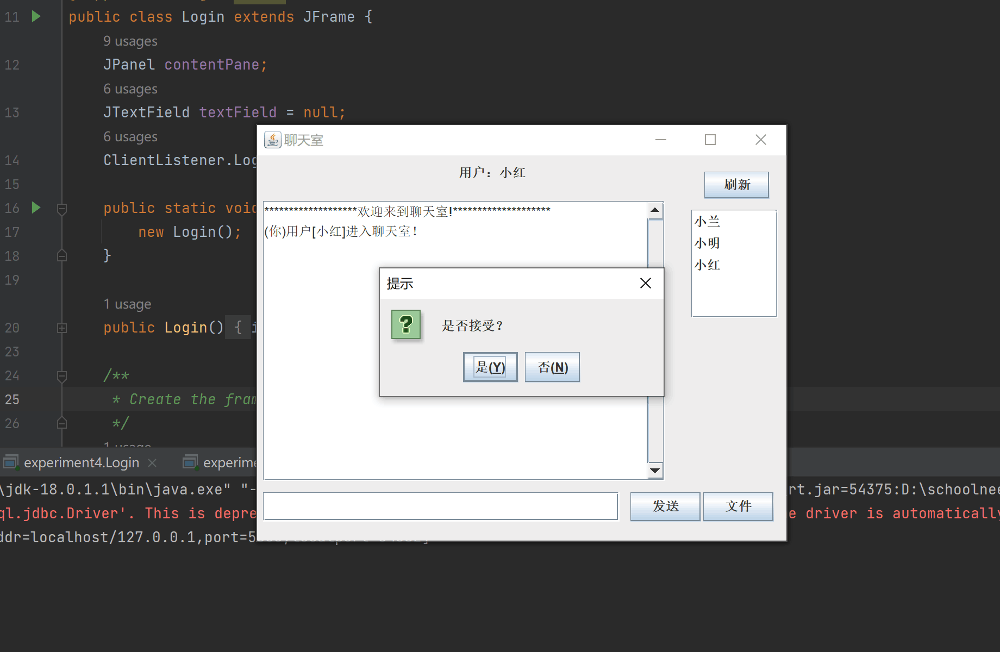 11 public class Login extends JFrame {
9 usages
12 JPanel contentPane;
6 usages
13 JTextField textField = null;
6 usages
14 ClientListener.Log
15
16 public static void
17 new Login();
18 }
19
1 usage
20 public Login() { i
23
24 /**
25 * Create the fram
26 */
1 usage
聊天室
用户：小红
刷新
*******************欢迎来到聊天室!********************
(你)用户[小红]进入聊天室！
小兰
小明
小红
提示
是否接受？
是(Y) 否(N)
发送 文件
experiment4.Login experime
\jdk-18.0.1.1\bin\java.exe" "- rt.jar=54375:D:\schoolnee
ql.jdbc.Driver'. This is depre e driver is automatically
ddr=localhost/127.0.0.1,port=5